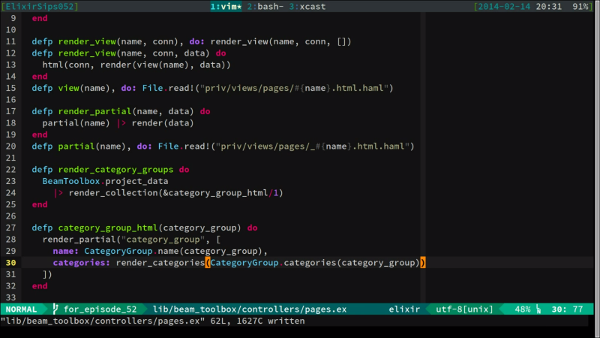 [ElixirSips052] 1:vim* 2:bash- 3:xcast [2014-02-14 20:31 91%]
9 end
10
11 defp render_view(name, conn), do: render_view(name, conn, [])
12 defp render_view(name, conn, data) do
13 html(conn, render(view(name), data))
14 end
15 defp view(name), do: File.read!("priv/views/pages/#{name}.html.haml")
16
17 defp render_partial(name, data) do
18 partial(name) |> render(data)
19 end
20 defp partial(name), do: File.read!("priv/views/pages/_#{name}.html.haml")
21
22 defp render_category_groups do
23 BeamToolbox.project_data
24 |> render_collection(&category_group_html/1)
25 end
26
27 defp category_group_html(category_group) do
28 render_partial("category_group", [
29 name: CategoryGroup.name(category_group),
30 categories: render_categories(CategoryGroup.categories(category_group))
31 ])
32 end
33
NORMAL for_episode_52 lib/beam_toolbox/controllers/pages.ex elixir utf-8[unix] 48% 30: 77
"lib/beam_toolbox/controllers/pages.ex" 62L, 1627C written